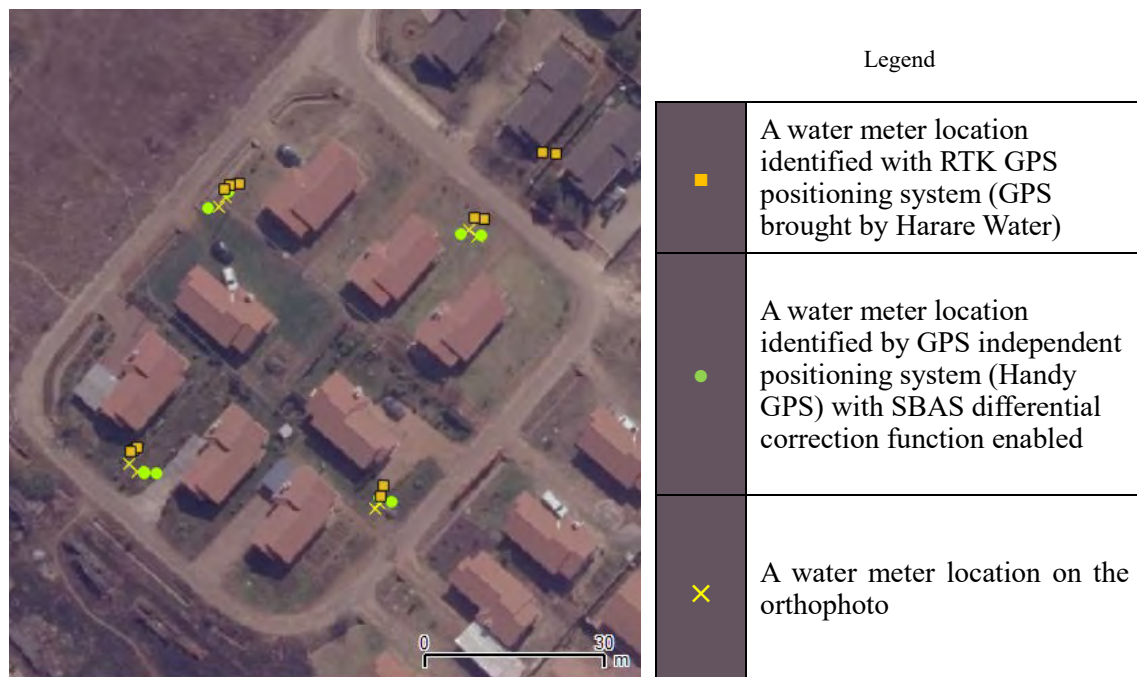 Legend
A water meter location
identified with RTK GPS
positioning system (GPS
brought by Harare Water)
A water meter location
identified by GPS independent
positioning system (Handy
GPS) with SBAS differential
correction function enabled
A water meter location on the
orthophoto
0 30
m